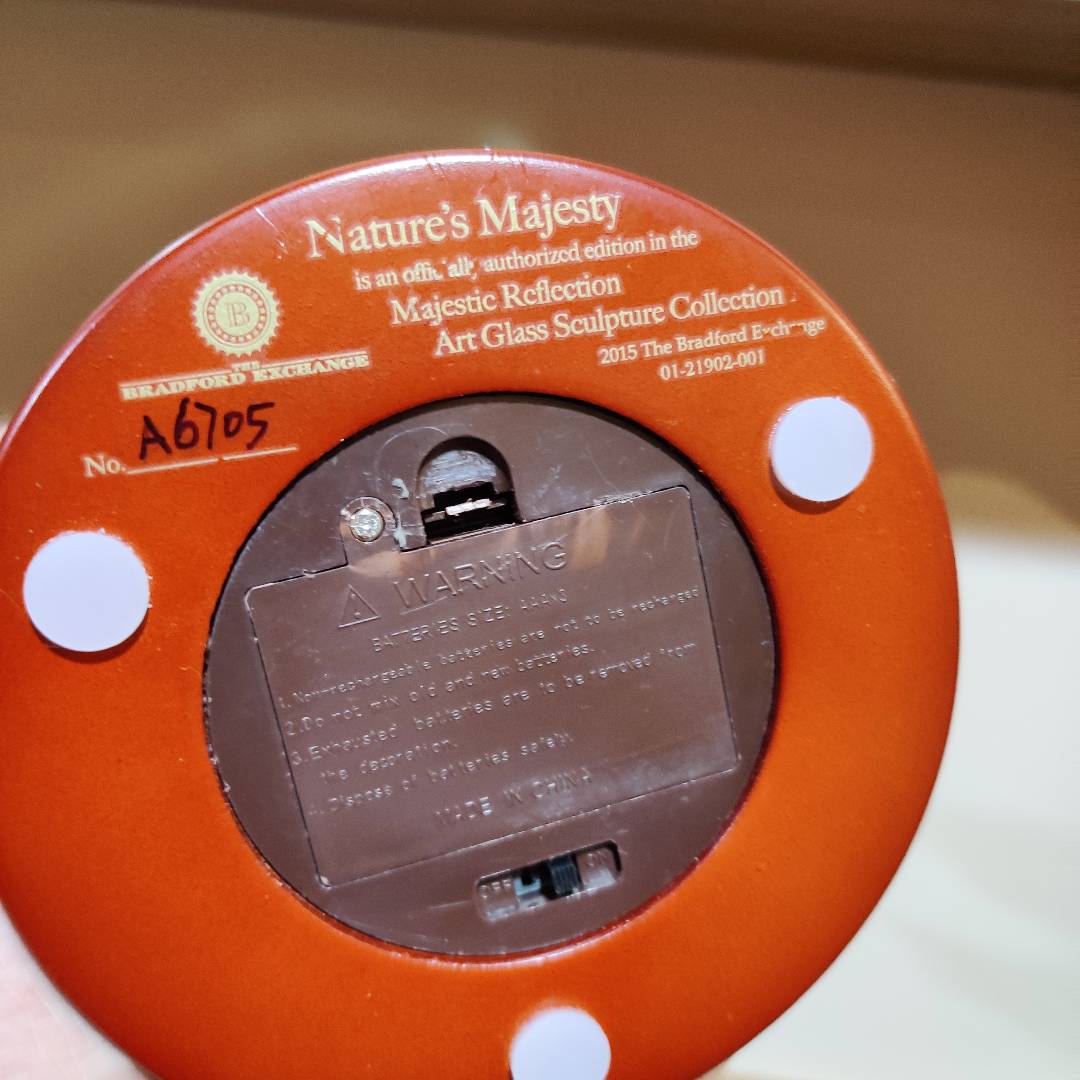 Nature's Majesty
is an officially authorized edition in the
Majestic Reflection
Art Glass Sculpture Collection
2015 The Bradford Exchange
01-21902-001
B
THE
BRADFORD EXCHANGE
No. A6705
WARNING
BATTERIES SIZE: AAAX3
1.Non-rechargeable batteries are not to be recharged
2.Do not mix old and new batteries.
3.Exhausted batteries are to be removed from
the decoration.
4.Dispose of batteries safely.
MADE IN CHINA
OFF ON